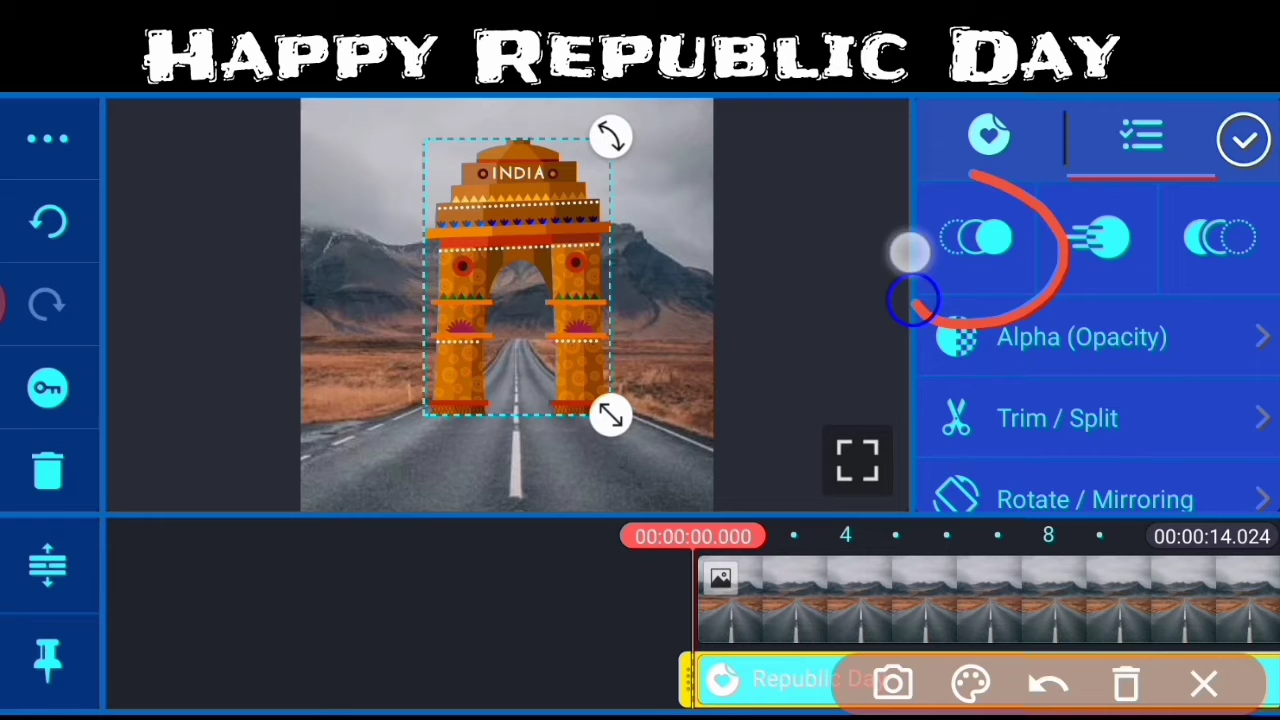 HAPPY REPUBLIC DAY
INDIA
Alpha (Opacity)
Trim / Split
Rotate / Mirroring
00:00:00.000
4
8
00:00:14.024
Republic Da